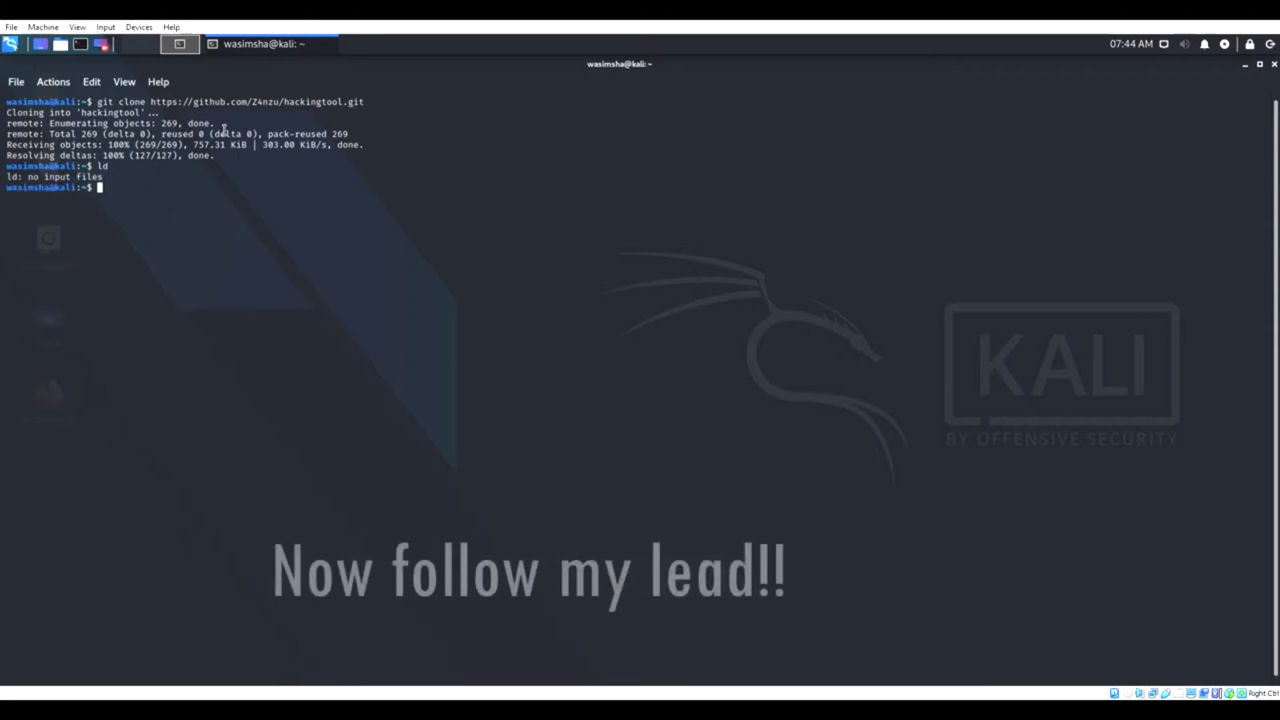 File Machine View Input Devices Help
wasimsha@kali: ~ 07:44 AM
wasimsha@kali:~
File Actions Edit View Help
wasimsha@kali:~$ git clone https://github.com/Z4nzu/hackingtool.git
Cloning into 'hackingtool'...
remote: Enumerating objects: 269, done.
remote: Total 269 (delta 0), reused 0 (delta 0), pack-reused 269
Receiving objects: 100% (269/269), 757.31 KiB | 303.00 KiB/s, done.
Resolving deltas: 100% (127/127), done.
wasimsha@kali:~$ ld
ld: no input files
wasimsha@kali:~$
KALI
BY OFFENSIVE SECURITY
Now follow my lead!!
Right Ctrl